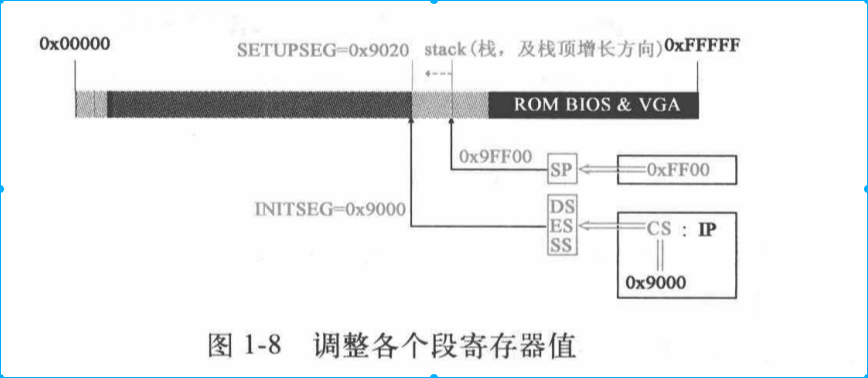 0x00000
SETUPSEG=0x9020
stack(栈，及栈顶增长方向)
0xFFFFF
ROM BIOS & VGA
0x9FF00
SP
0xFF00
INITSEG=0x9000
DS
ES
SS
CS : IP
0x9000
图 1-8 调整各个段寄存器值